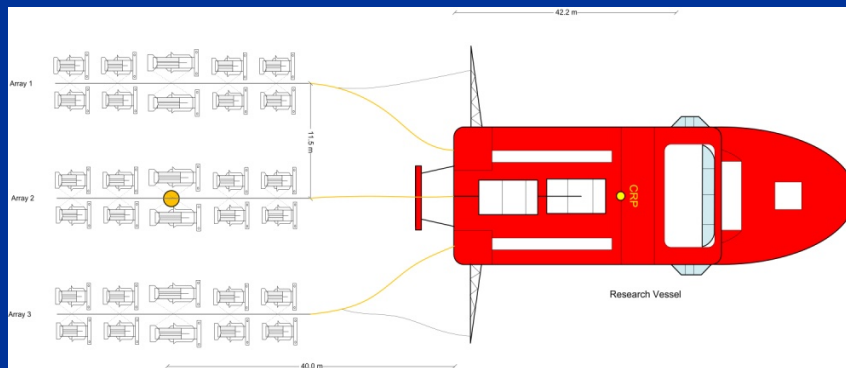 42.2 m
Array 1
11.5 m
Array 2
CRP
Array 3
Research Vessel
40.0 m